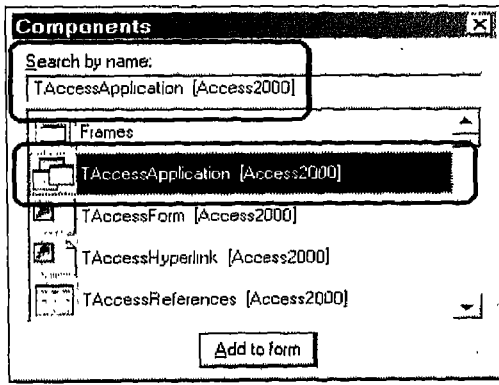 Components
Search by name:
TAccessApplication [Access2000]
Frames
TAccessApplication [Access2000]
TAccessForm [Access2000]
TAccessHyperlink [Access2000]
TAccessReferences [Access2000]
Add to form